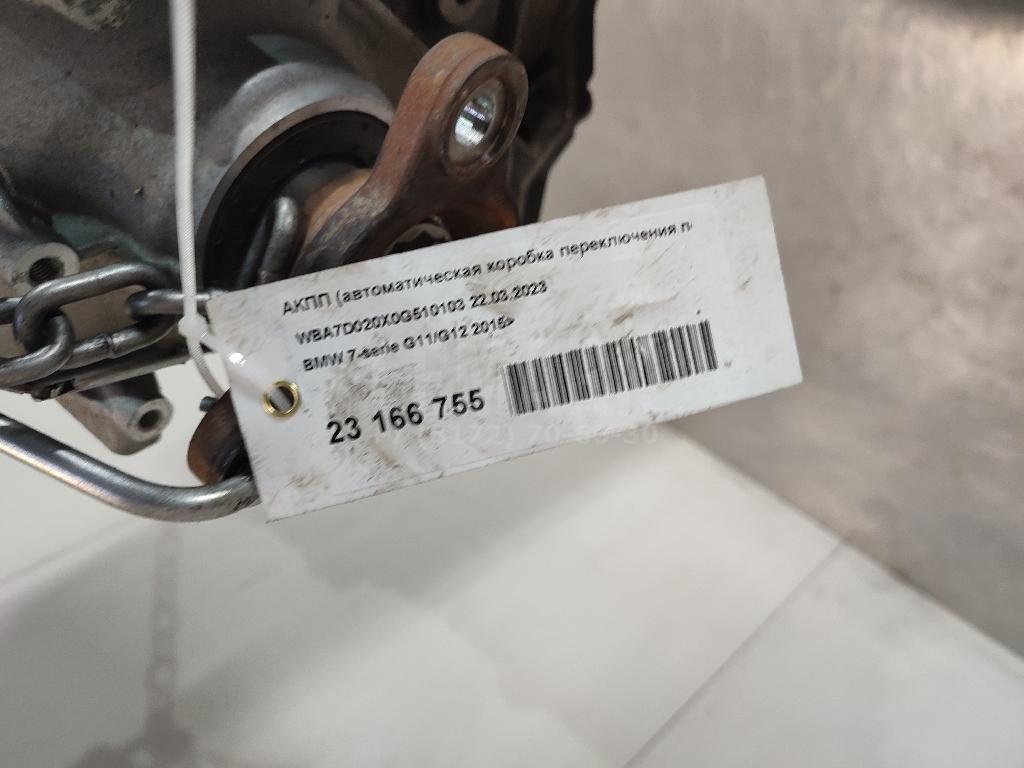 АКПП (автоматическая коробка переключения п
WBA7D020X0G510103 22.03.2023
BMW 7-serie G11/G12 2015>
23 166 755